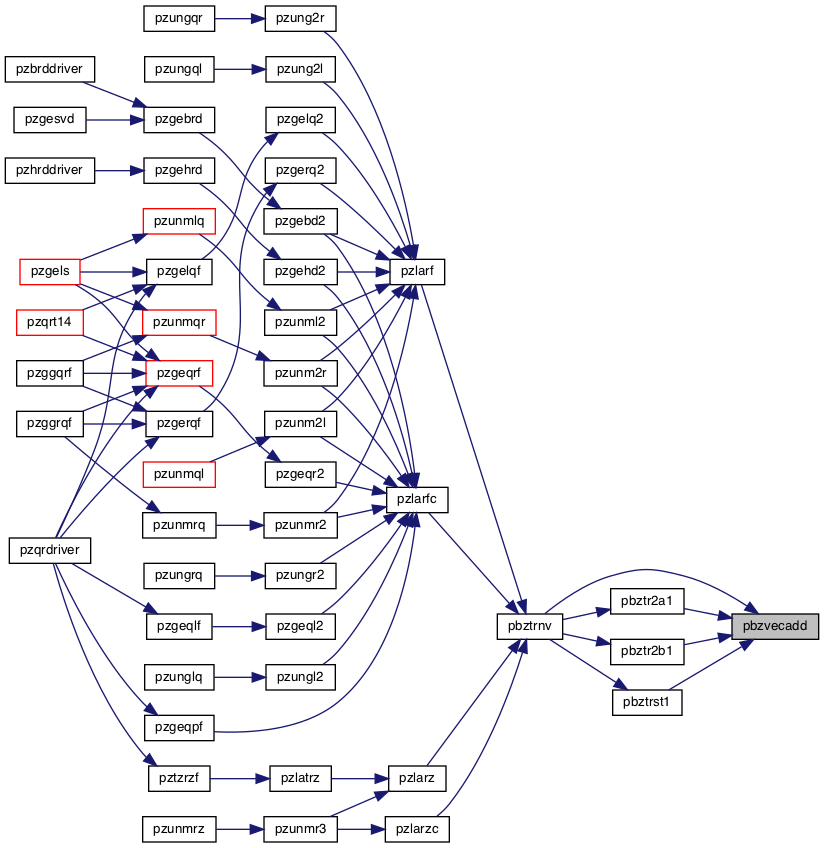 pzungqr
pzung2r
pzbrddriver
pzungql
pzung2l
pzgesvd
pzgebrd
pzgelq2
pzhrddriver
pzgehrd
pzgerq2
pzunmlq
pzgebd2
pzgels
pzgelqf
pzgehd2
pzlarf
pzqrt14
pzunmqr
pzunml2
pzggqrf
pzgeqrf
pzunm2r
pzggrqf
pzgerqf
pzunm2l
pzunmql
pzgeqr2
pzlarfc
pzunmrq
pzunmr2
pzqrdriver
pzungrq
pzungr2
pbztr2a1
pzgeqlf
pzgeql2
pbztrnv
pbzvecadd
pbztr2b1
pzunglq
pzungl2
pbztrst1
pzgeqpf
pztzrzf
pzlatrz
pzlarz
pzunmrz
pzunmr3
pzlarzc